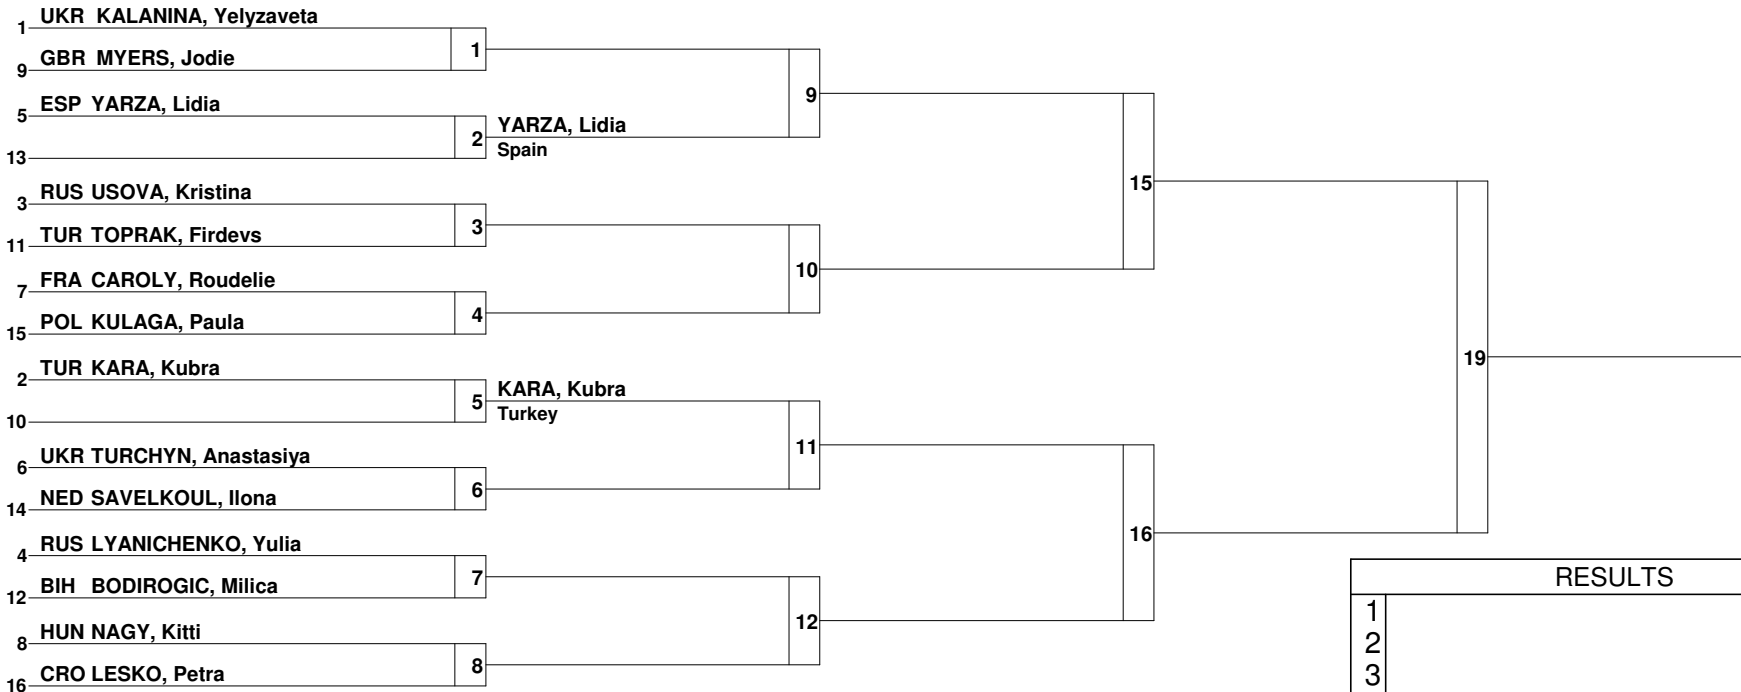 UKR KALANINA, Yelyzaveta
1
1
GBR MYERS, Jodie
9
9
ESP YARZA, Lidia
5
2
YARZA, Lidia
Spain
13
15
RUS USOVA, Kristina
3
3
TUR TOPRAK, Firdevs
11
10
FRA CAROLY, Roudelie
7
4
POL KULAGA, Paula
15
19
TUR KARA, Kubra
2
5
KARA, Kubra
Turkey
10
11
UKR TURCHYN, Anastasiya
6
6
NED SAVELKOUL, Ilona
14
16
RUS LYANICHENKO, Yulia
4
7
BIH BODIROGIC, Milica
12
12
HUN NAGY, Kitti
8
8
CRO LESKO, Petra
16
RESULTS
1
2
3